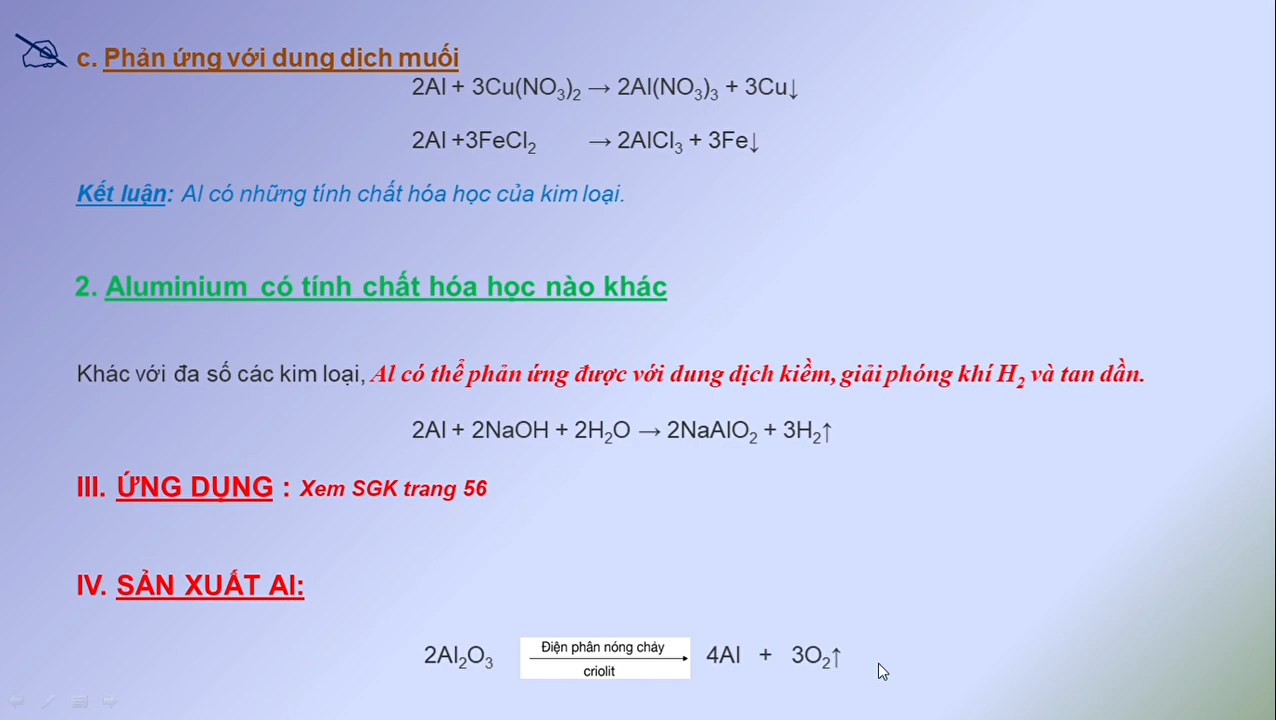 c. Phản ứng với dung dịch muối
2Al + 3Cu(NO₃)₂ → 2Al(NO₃)₃ + 3Cu↓
2Al +3FeCl₂ → 2AlCl₃ + 3Fe↓
Kết luận: Al có những tính chất hóa học của kim loại.
2. Aluminium có tính chất hóa học nào khác
Khác với đa số các kim loại, Al có thể phản ứng được với dung dịch kiềm, giải phóng khí H₂ và tan dần.
2Al + 2NaOH + 2H₂O → 2NaAlO₂ + 3H₂↑
III. ỨNG DỤNG : Xem SGK trang 56
IV. SẢN XUẤT Al:
Điện phân nóng chảy
2Al₂O₃ → 4Al + 3O₂↑
criolit